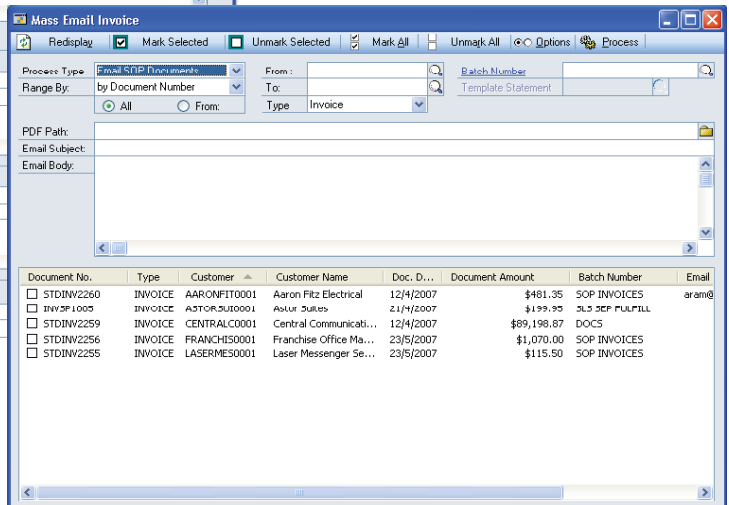 Mass Email Invoice
Redisplay Mark Selected Unmark Selected Mark All Unmark All Options Process
Process Type Email SOP Documents From : Batch Number
Range By: by Document Number To: Template Statement
All From: Type Invoice
PDF Path:
Email Subject:
Email Body:
Document No. Type Customer Customer Name Doc. D... Document Amount Batch Number Email
STDINV2260 INVOICE AARONFIT0001 Aaron Fitz Electrical 12/4/2007 $481.35 SOP INVOICES aram@
INVSP1005 INVOICE ASTORSUI0001 Astor Suites 21/4/2007 $199.95 SLS SEP FULFILL
STDINV2259 INVOICE CENTRALC0001 Central Communicati... 12/4/2007 $89,198.87 DOCS
STDINV2256 INVOICE FRANCHIS0001 Franchise Office Ma... 23/5/2007 $1,070.00 SOP INVOICES
STDINV2255 INVOICE LASERMES0001 Laser Messenger Se... 23/5/2007 $115.50 SOP INVOICES